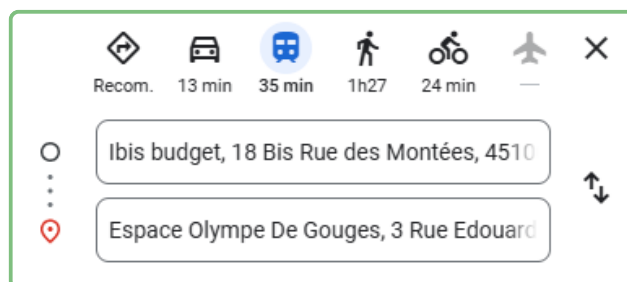 Recom. 13 min 35 min 1h27 24 min —
Ibis budget, 18 Bis Rue des Montées, 4510
Espace Olympe De Gouges, 3 Rue Edouard